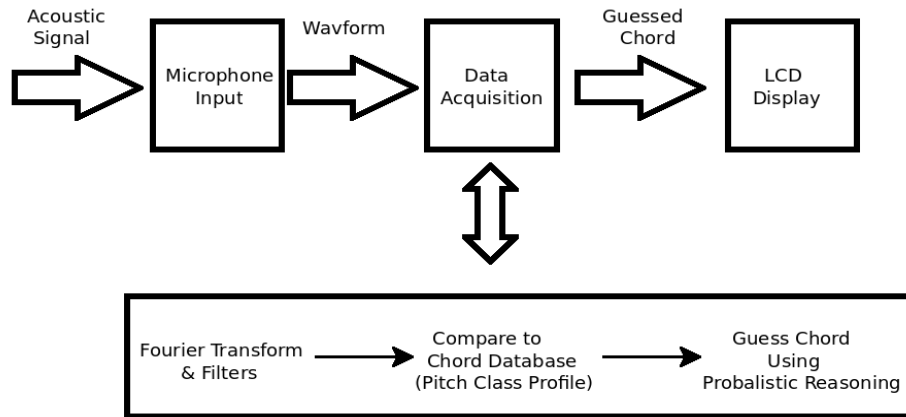 Acoustic
Signal
Microphone
Input
Wavform
Data
Acquisition
Guessed
Chord
LCD
Display
Fourier Transform
& Filters
Compare to
Chord Database
(Pitch Class Profile)
Guess Chord
Using
Probalistic Reasoning